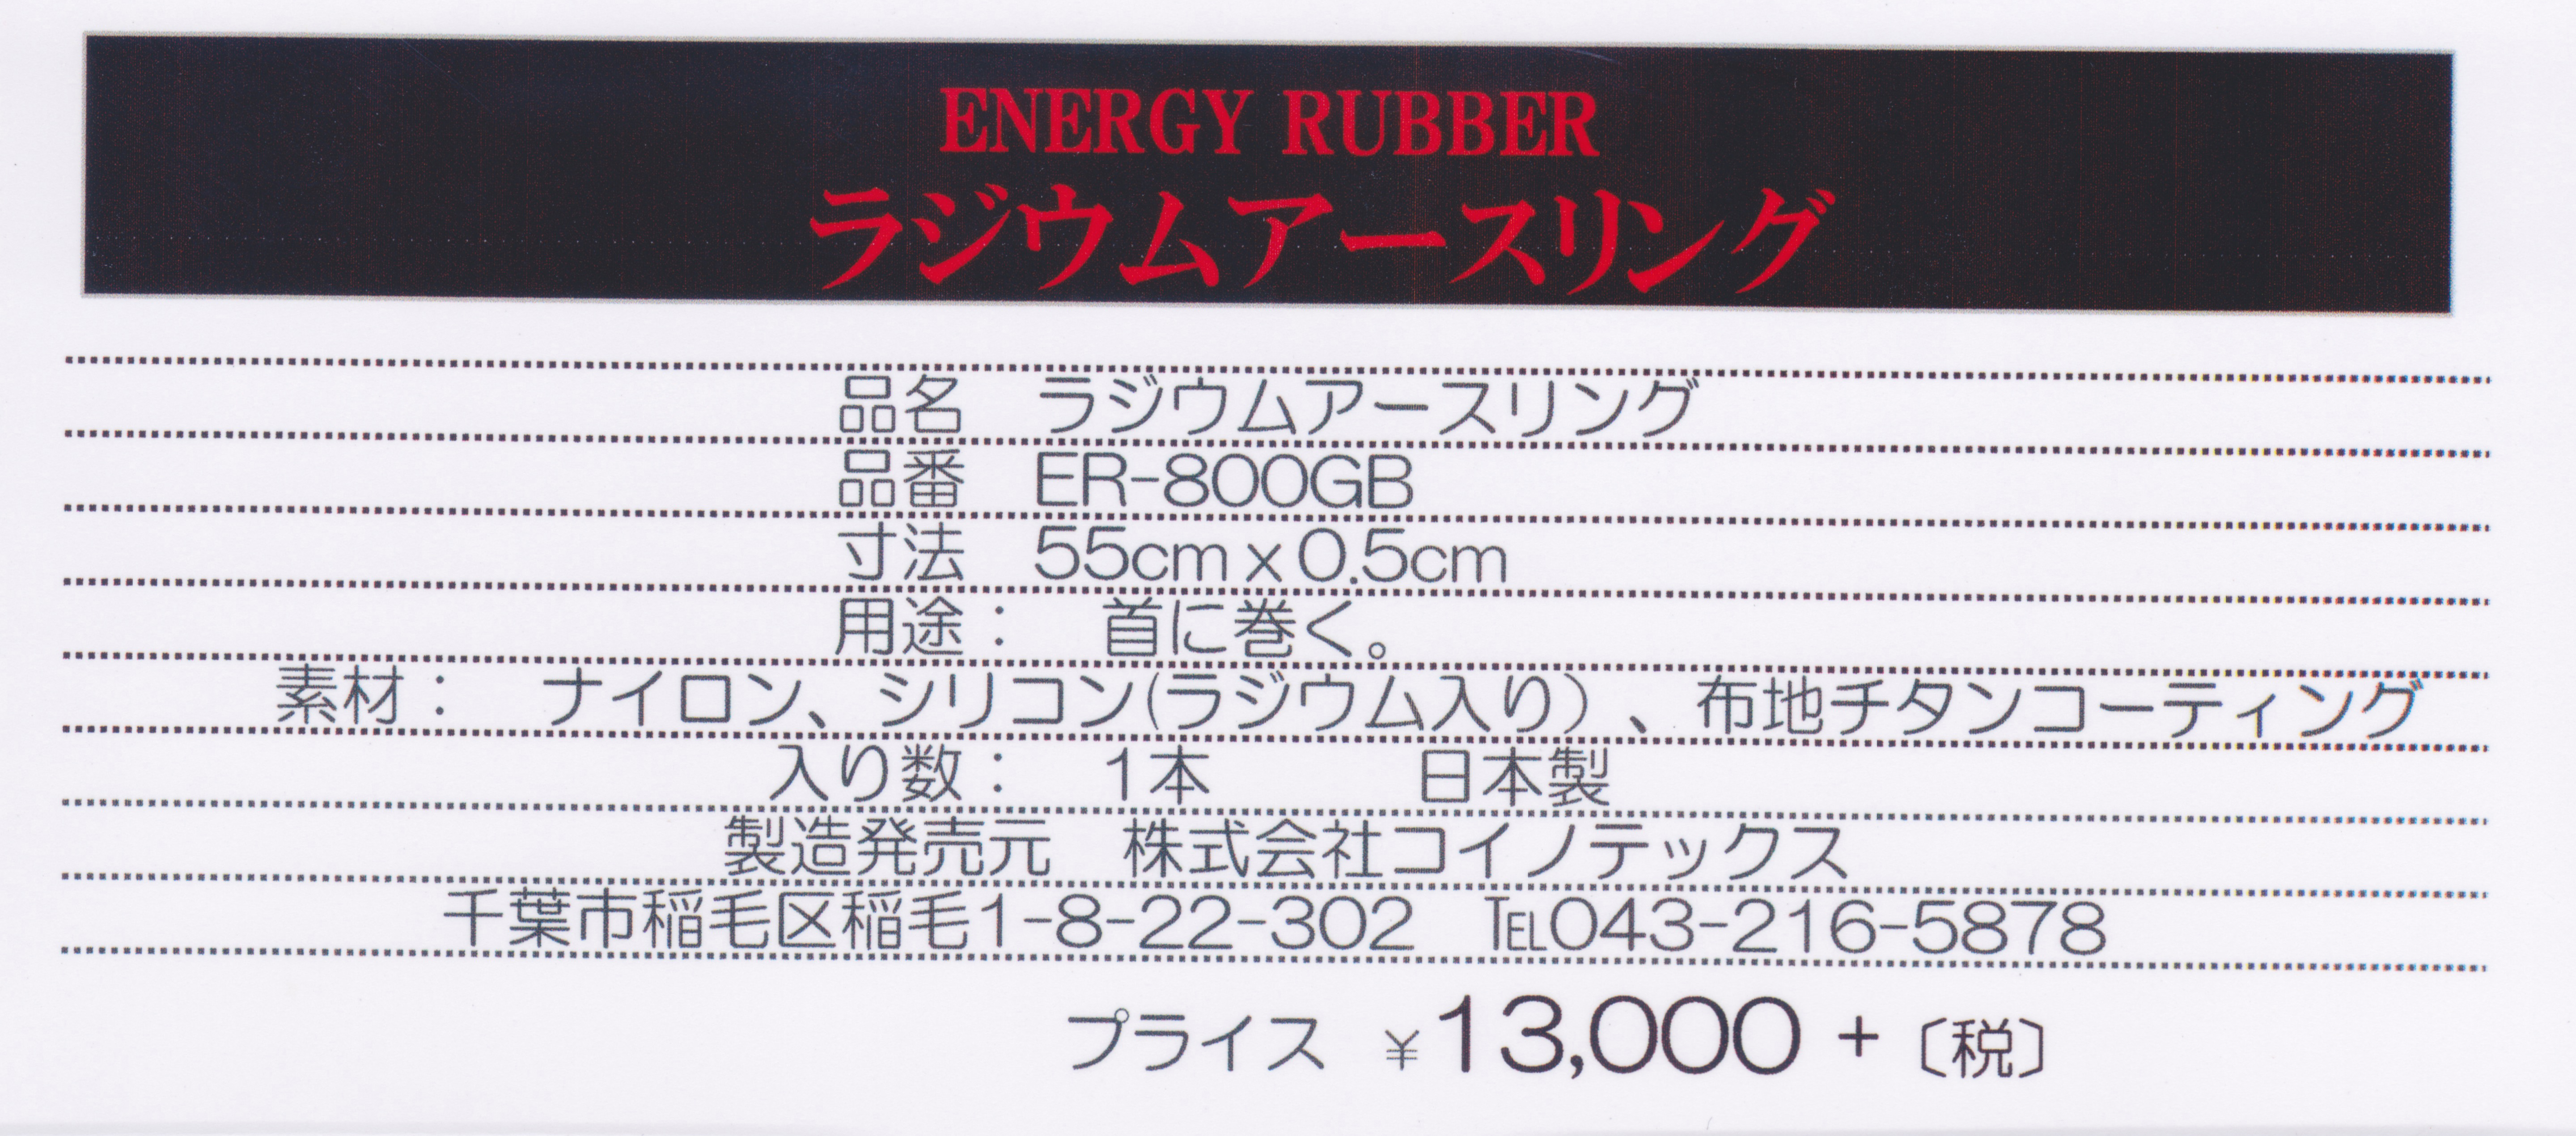 ENERGY RUBBER
ラジウムアースリング
品名　ラジウムアースリング
品番　ER-800GB
寸法　55cm x 0.5cm
用途：　首に巻く。
素材：　ナイロン、シリコン(ラジウム入り）、布地チタンコーティング
入り数：　1本　　　日本製
製造発売元　株式会社コイノテックス
千葉市稲毛区稲毛1-8-22-302　℡043-216-5878
プライス　¥13,000 +〔税〕